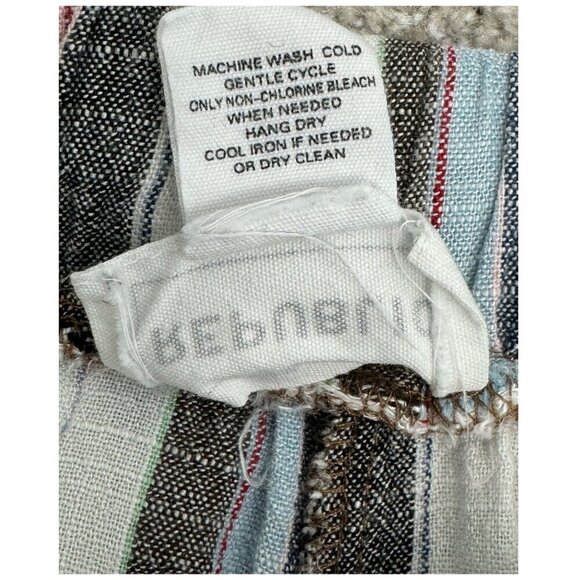 MACHINE WASH COLD
GENTLE CYCLE
ONLY NON-CHLORINE BLEACH
WHEN NEEDED
HANG DRY
COOL IRON IF NEEDED
OR DRY CLEAN
REPUBLIC